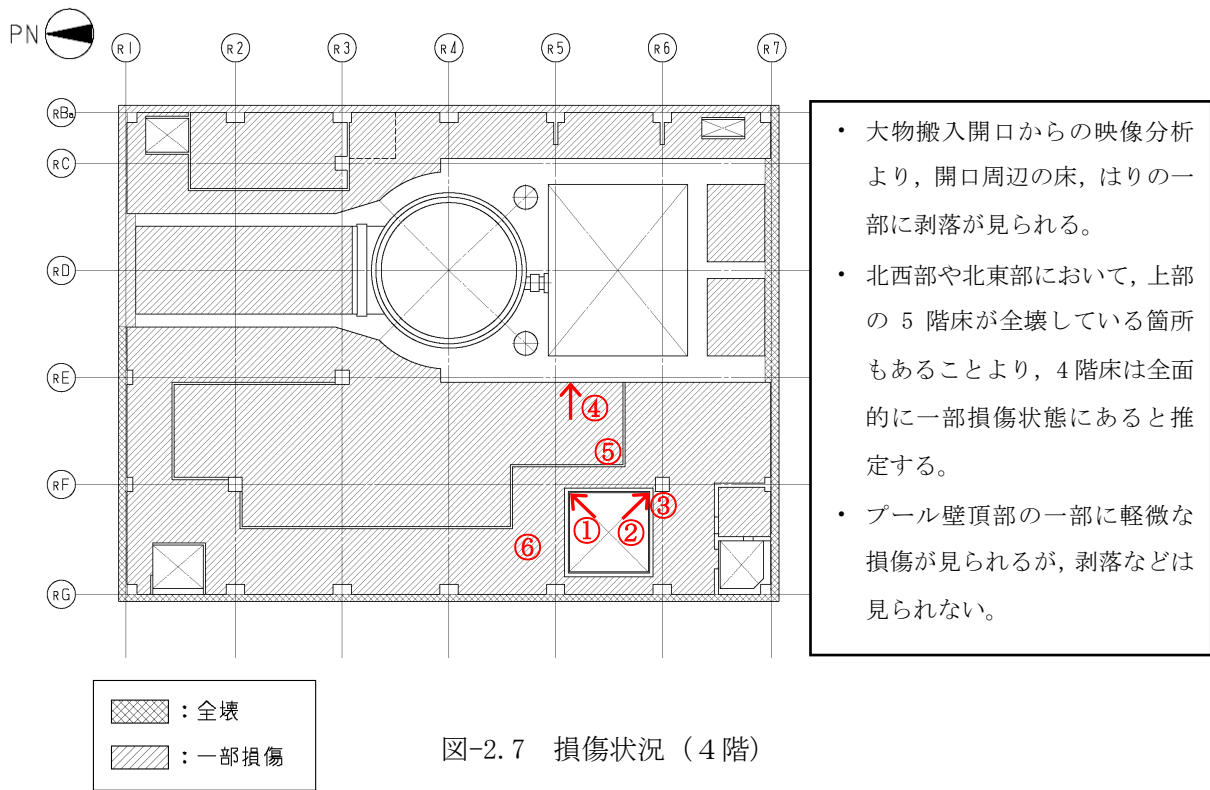 PN
R1 R2 R3 R4 R5 R6 R7
RBa
RC
RD
RE
RF
RG
④
⑤
③
①
②
⑥
・ 大物搬入開口からの映像分析
より，開口周辺の床，はりの一
部に剥落が見られる。
・ 北西部や北東部において，上部
の 5 階床が全壊している箇所
もあることより，4 階床は全面
的に一部損傷状態にあると推
定する。
・ プール壁頂部の一部に軽微な
損傷が見られるが，剥落などは
見られない。
：全壊
：一部損傷
図-2.7 損傷状況（４階）